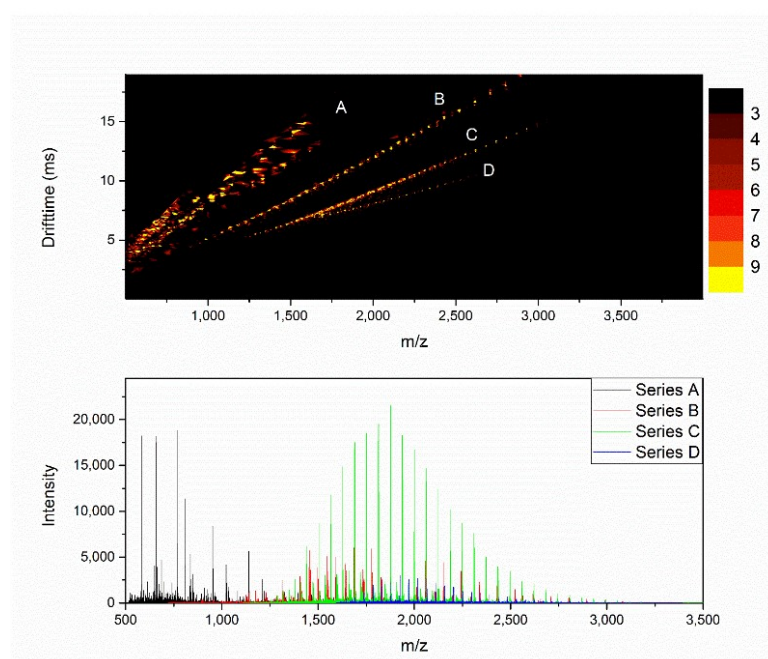 A
B
C
D
15
10
5
Drifttime (ms)
1,000 1,500 2,000 2,500 3,000 3,500
m/z
3
4
5
6
7
8
9
Series A
Series B
Series C
Series D
20,000
15,000
10,000
5,000
0
Intensity
500 1,000 1,500 2,000 2,500 3,000 3,500
m/z